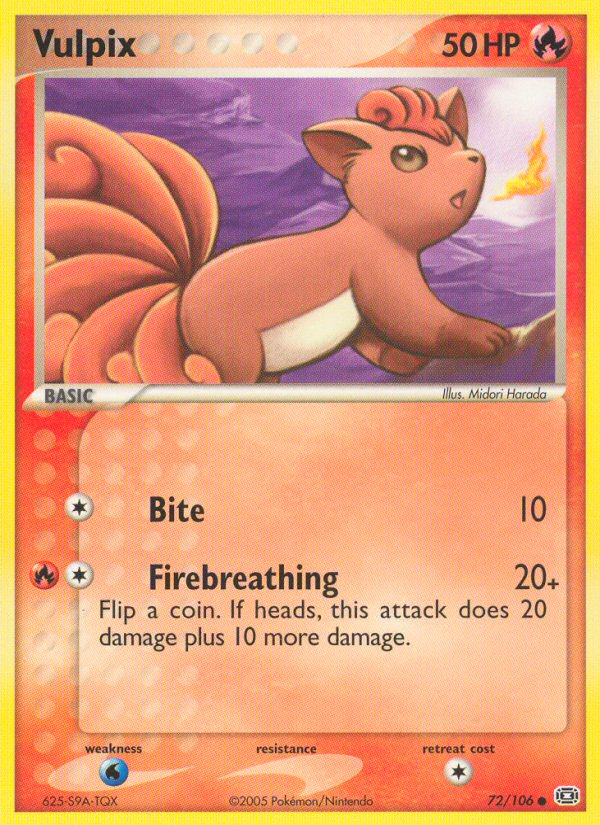 Vulpix 50 HP
BASIC Illus. Midori Harada
Bite 10
Firebreathing 20+
Flip a coin. If heads, this attack does 20
damage plus 10 more damage.
weakness resistance retreat cost
625-S9A-TQX ©2005 Pokémon/Nintendo 72/106